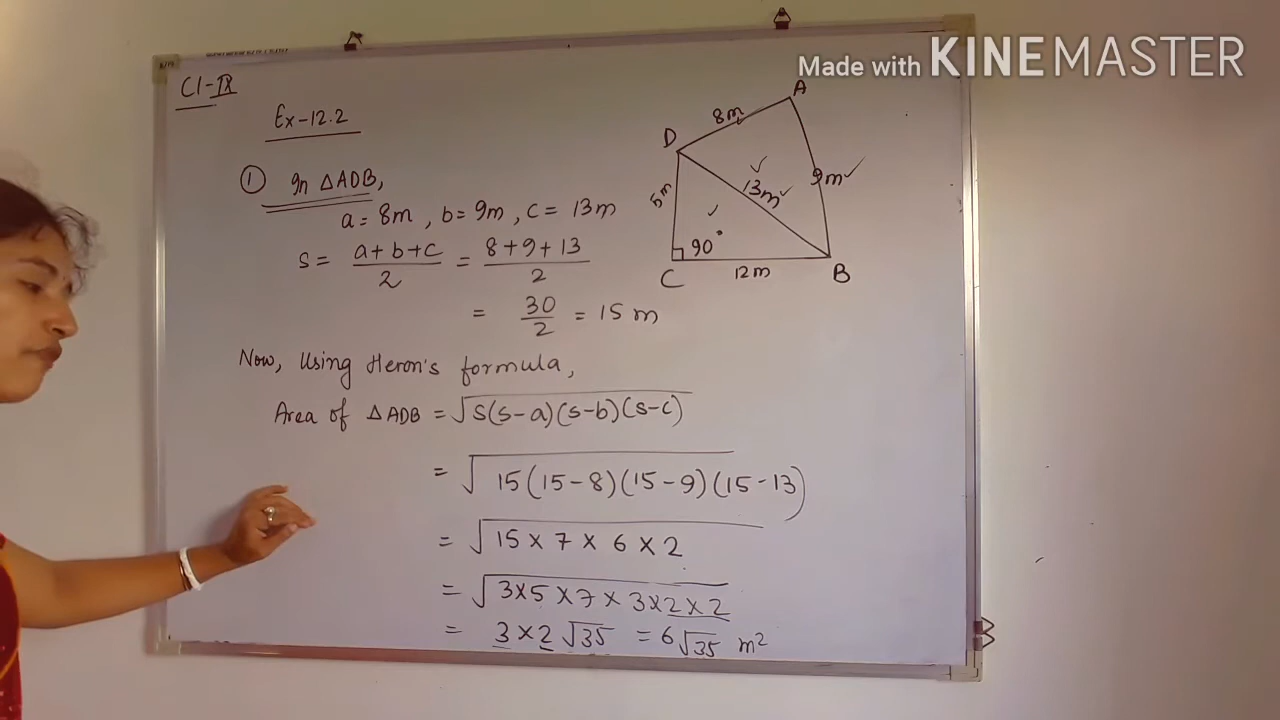 Made with KINEMASTER
Cl-IX
Ex-12.2
① In △ADB,
a = 8m, b = 9m, c = 13m
s = a+b+c/2 = 8+9+13/2
= 30/2 = 15 m
Now, Using Heron's formula,
Area of △ADB = √s(s-a)(s-b)(s-c)
= √15(15-8)(15-9)(15-13)
= √15 × 7 × 6 × 2
= √3×5 × 7 × 3×2 × 2
= 3 × 2 √35 = 6√35 m²
A
8m
D
9m
13m
5m
90°
C
12m
B